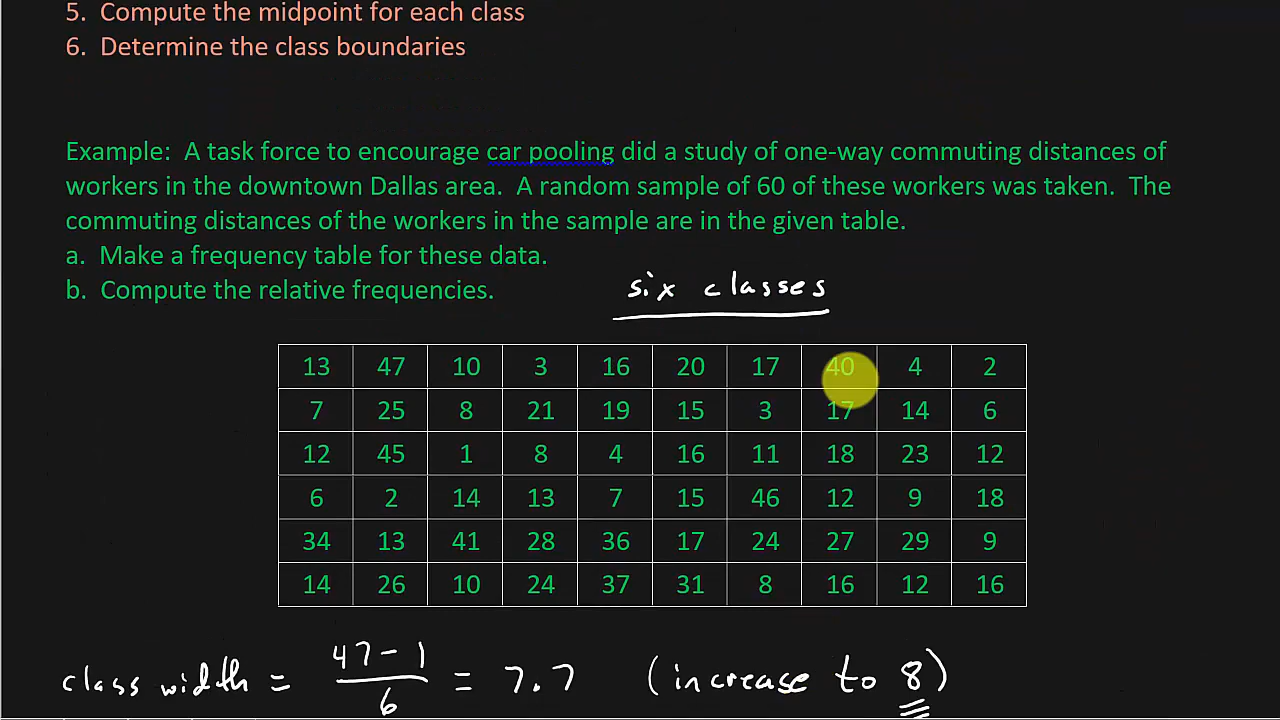 5. Compute the midpoint for each class
6. Determine the class boundaries
Example: A task force to encourage car pooling did a study of one-way commuting distances of
workers in the downtown Dallas area. A random sample of 60 of these workers was taken. The
commuting distances of the workers in the sample are in the given table.
a. Make a frequency table for these data.
b. Compute the relative frequencies.
six classes
13 47 10 3 16 20 17 40 4 2
7 25 8 21 19 15 3 17 14 6
12 45 1 8 4 16 11 18 23 12
6 2 14 13 7 15 46 12 9 18
34 13 41 28 36 17 24 27 29 9
14 26 10 24 37 31 8 16 12 16
class width = 47-1 / 6 = 7.7 (increase to 8)